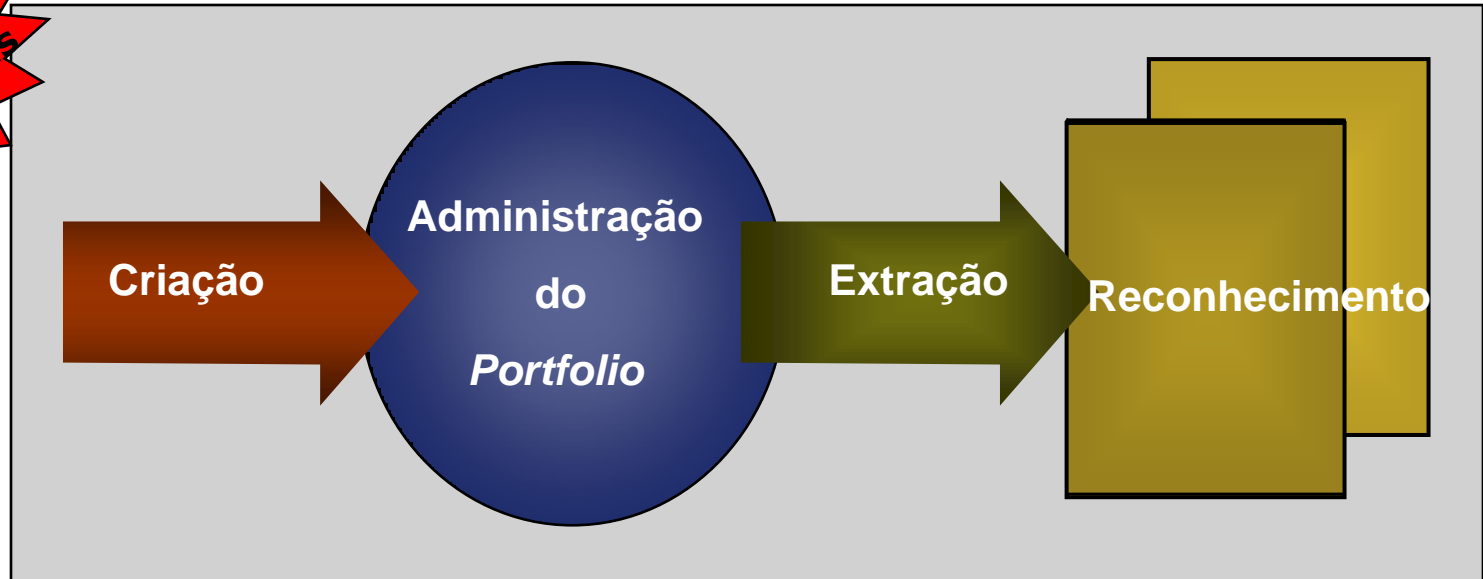 Criação
Administração
do
Portfolio
Extração
Reconhecimento